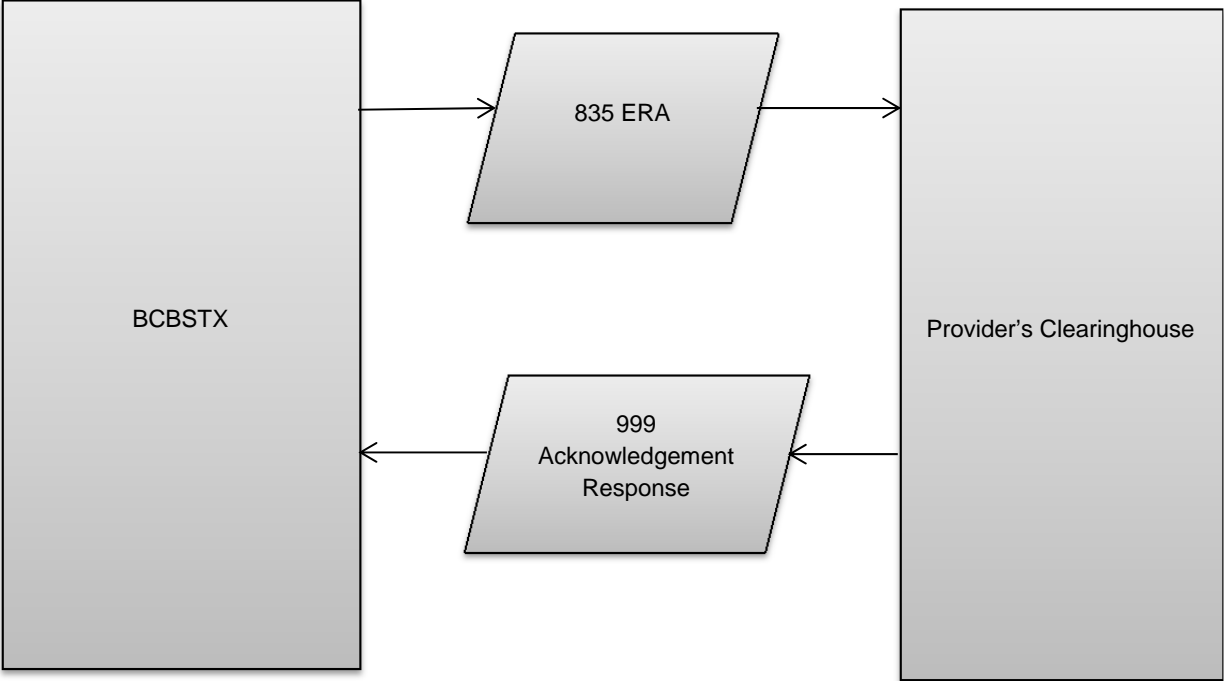 835 ERA
BCBSTX
Provider’s Clearinghouse
999
Acknowledgement
Response